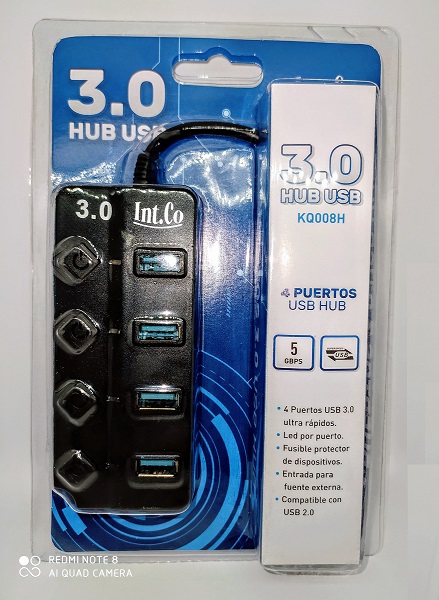 3.0
HUB USB
3.0
Int.Co
3.0
HUB USB
KQ008H
4 PUERTOS
USB HUB
5
GBPS
USB
• 4 Puertos USB 3.0
ultra rápidos.
• Led por puerto.
• Fusible protector
de dispositivos.
• Entrada para
fuente externa.
• Compatible con
USB 2.0
REDMI NOTE 8
AI QUAD CAMERA